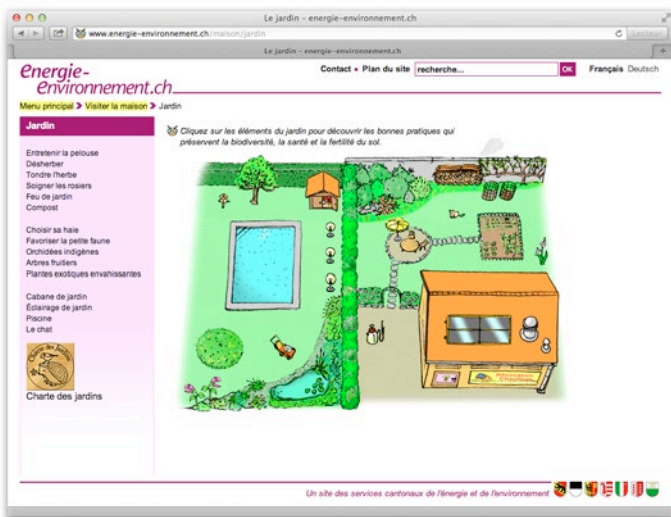 Le jardin – energie-environnement.ch
www.energie-environnement.ch/maison/jardin
Lecteur
Le jardin – energie-environnement.ch
energie-
environnement.ch
Contact • Plan du site
recherche...
OK
Français Deutsch
Menu principal > Visiter la maison > Jardin
Jardin
Entretenir la pelouse
Désherber
Tondre l'herbe
Soigner les rosiers
Feu de jardin
Compost
Choisir sa haie
Favoriser la petite faune
Orchidées indigènes
Arbres fruitiers
Plantes exotiques envahissantes
Cabane de jardin
Éclairage de jardin
Piscine
Le chat
Charte des Jardins
Charte des jardins
Cliquez sur les éléments du jardin pour découvrir les bonnes pratiques qui
préservent la biodiversité, la santé et la fertilité du sol.
Un site des services cantonaux de l'énergie et de l'environnement